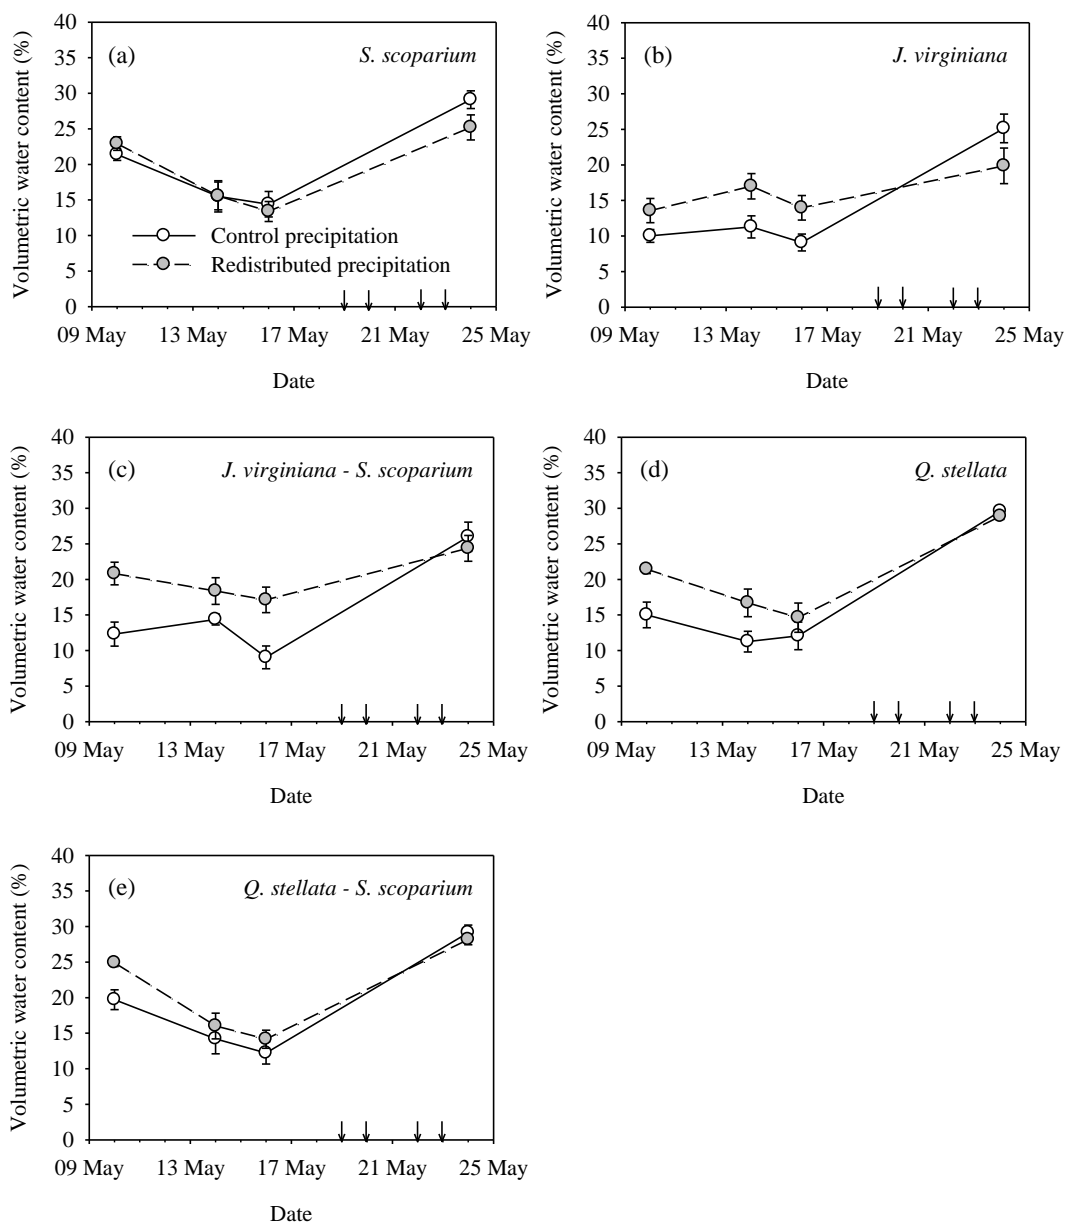 40
35
30
25
20
15
10
5
0
Volumetric water content (%)
(a)
S. scoparium
Control precipitation
Redistributed precipitation
09 May 13 May 17 May 21 May 25 May
Date
40
35
30
25
20
15
10
5
0
Volumetric water content (%)
(b)
J. virginiana
09 May 13 May 17 May 21 May 25 May
Date
40
35
30
25
20
15
10
5
0
Volumetric water content (%)
(c)
J. virginiana - S. scoparium
09 May 13 May 17 May 21 May 25 May
Date
40
35
30
25
20
15
10
5
0
Volumetric water content (%)
(d)
Q. stellata
09 May 13 May 17 May 21 May 25 May
Date
40
35
30
25
20
15
10
5
0
Volumetric water content (%)
(e)
Q. stellata - S. scoparium
09 May 13 May 17 May 21 May 25 May
Date